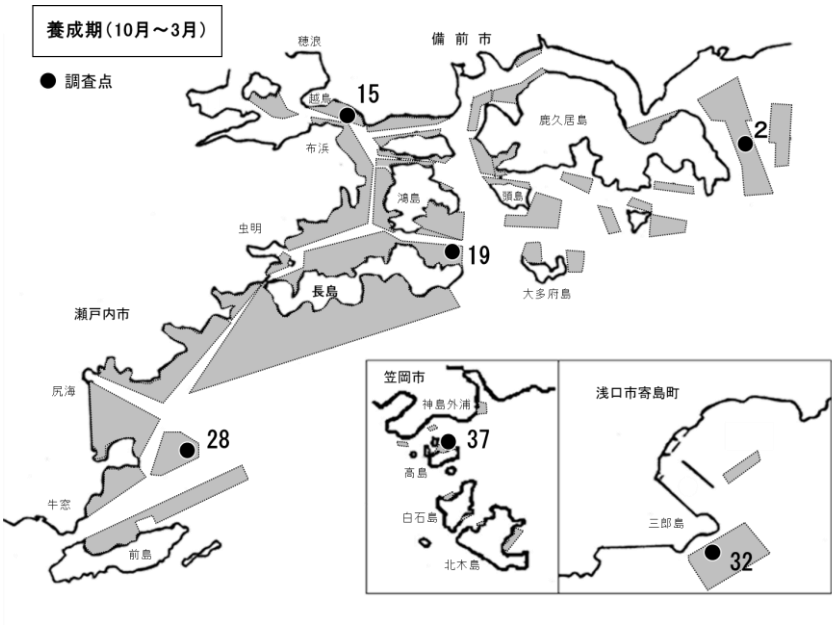 養成期(10月～3月)
● 調査点
穂浪
備前市
越島
15
鹿久居島
2
布浜
鴻島
頭島
虫明
19
長島
大多府島
瀬戸内市
尻海
28
牛窓
前島
笠岡市
神島外浦
37
高島
白石島
北木島
浅口市寄島町
三郎島
32